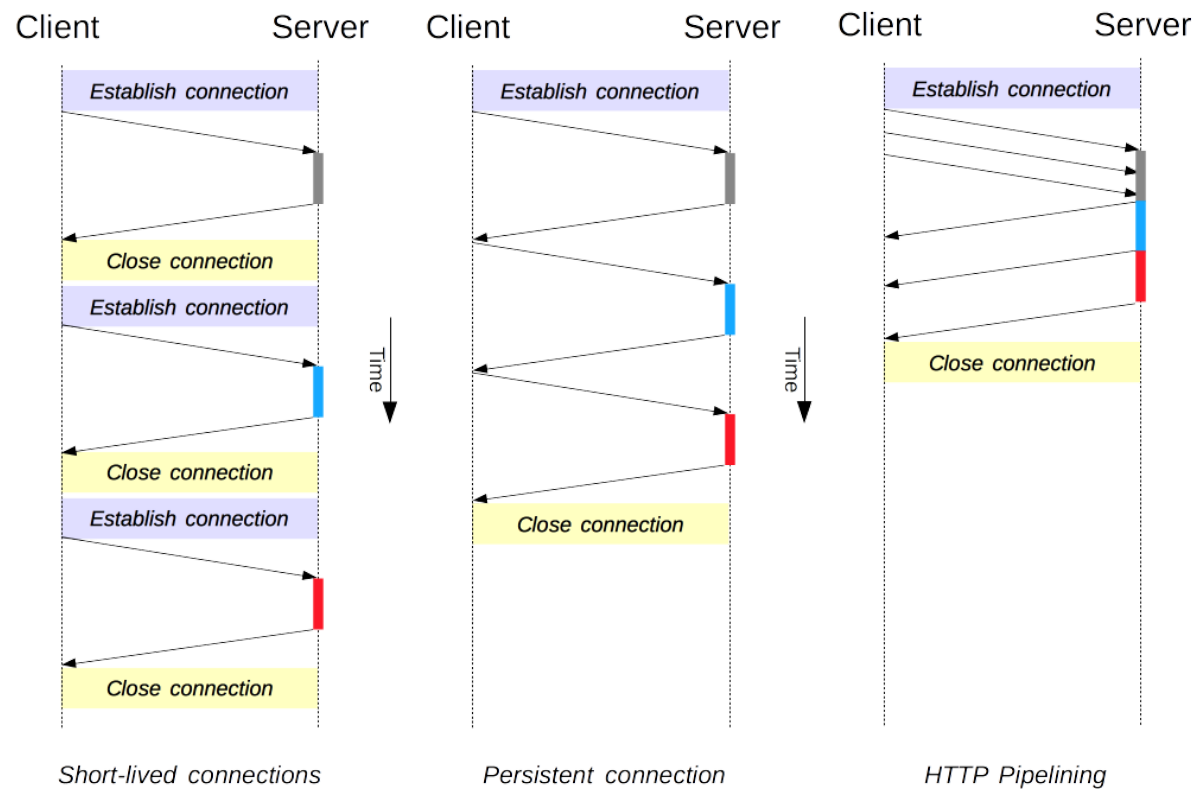 Client Server
Establish connection
Close connection
Establish connection
Close connection
Establish connection
Close connection
Short-lived connections
Time
Client Server
Establish connection
Close connection
Persistent connection
Time
Client Server
Establish connection
Close connection
HTTP Pipelining